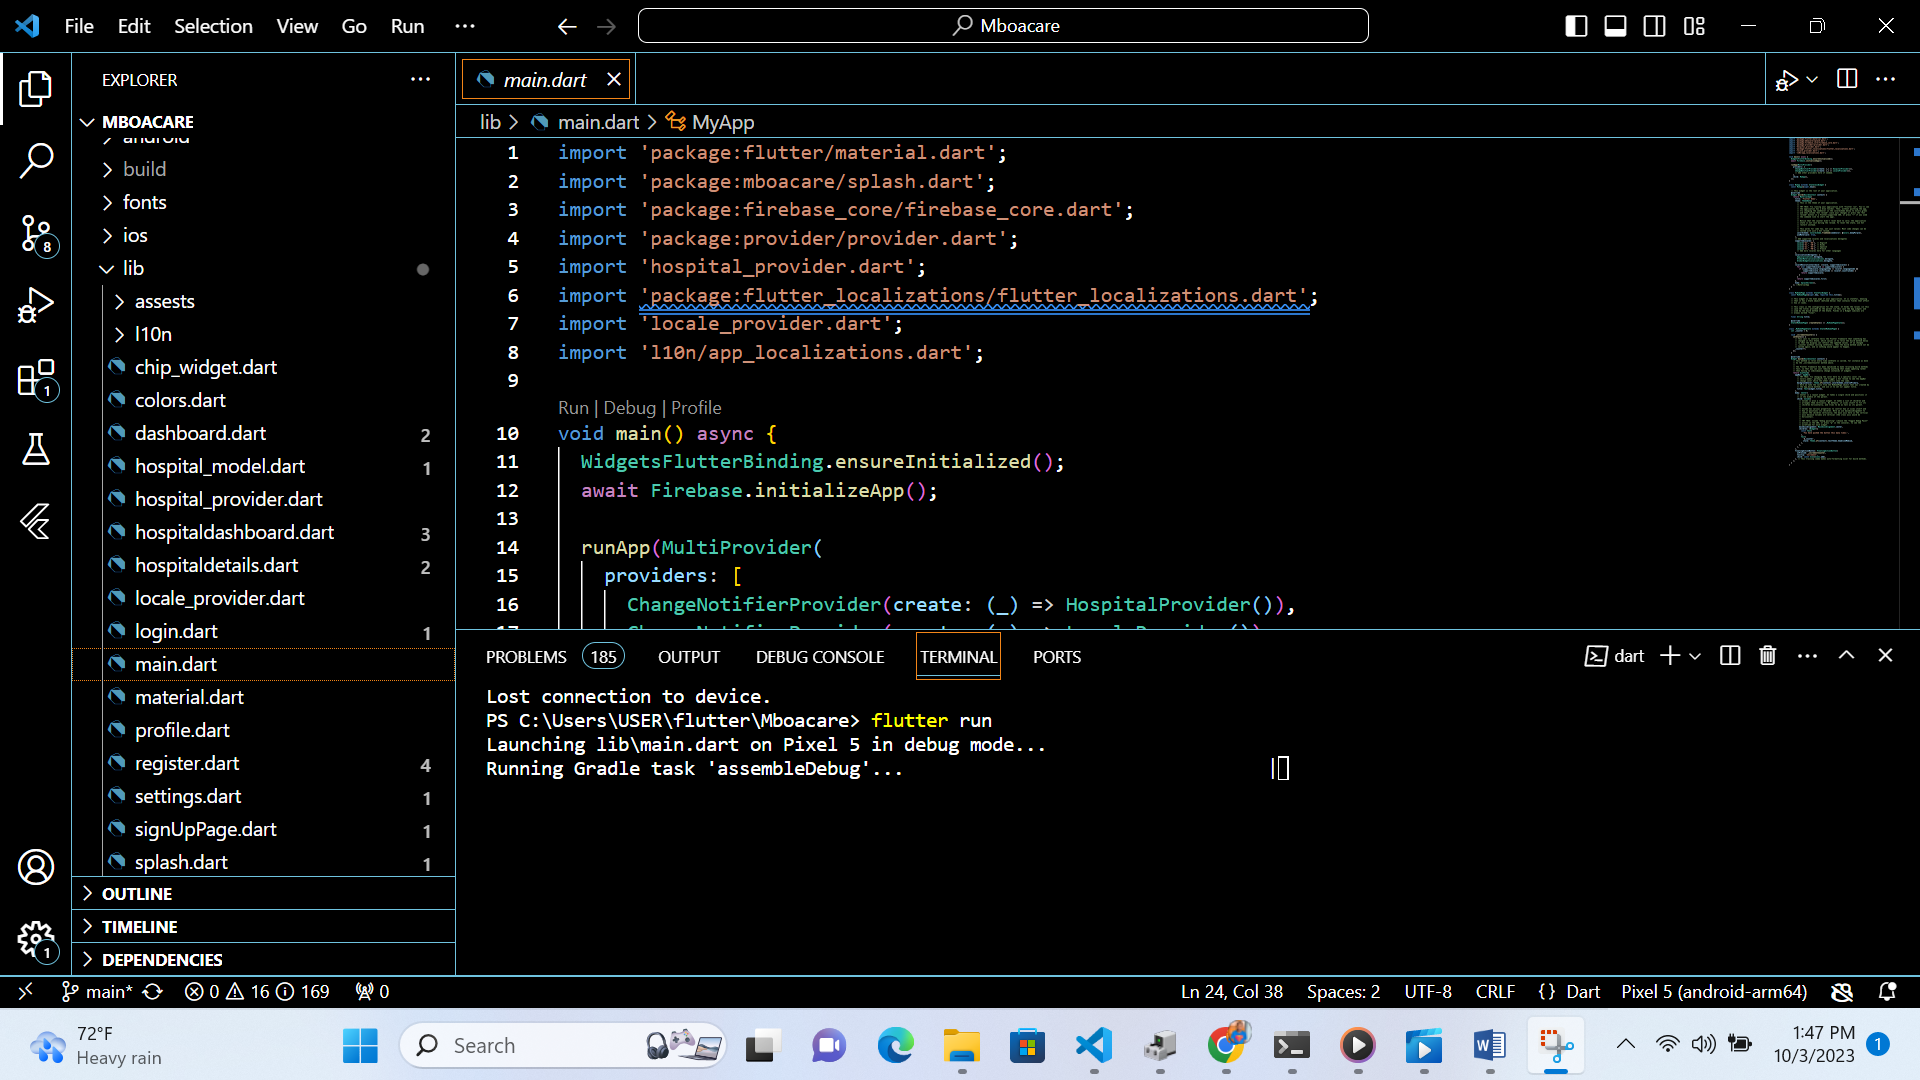 File Edit Selection View Go Run ...
Mboacare
EXPLORER
MBOACARE
android
build
fonts
ios
lib
assests
l10n
chip_widget.dart
colors.dart
dashboard.dart 2
hospital_model.dart 1
hospital_provider.dart
hospitaldashboard.dart 3
hospitaldetails.dart 2
locale_provider.dart
login.dart 1
main.dart
material.dart
profile.dart
register.dart 4
settings.dart 1
signUpPage.dart 1
splash.dart 1
OUTLINE
TIMELINE
DEPENDENCIES
8
1
1
main.dart
lib > main.dart > MyApp
1 import 'package:flutter/material.dart';
2 import 'package:mboacare/splash.dart';
3 import 'package:firebase_core/firebase_core.dart';
4 import 'package:provider/provider.dart';
5 import 'hospital_provider.dart';
6 import 'package:flutter_localizations/flutter_localizations.dart';
7 import 'locale_provider.dart';
8 import 'l10n/app_localizations.dart';
9
Run | Debug | Profile
10 void main() async {
11 WidgetsFlutterBinding.ensureInitialized();
12 await Firebase.initializeApp();
13
14 runApp(MultiProvider(
15 providers: [
16 ChangeNotifierProvider(create: (_) => HospitalProvider()),
PROBLEMS 185 OUTPUT DEBUG CONSOLE TERMINAL PORTS
dart
Lost connection to device.
PS C:\Users\USER\flutter\Mboacare> flutter run
Launching lib\main.dart on Pixel 5 in debug mode...
Running Gradle task 'assembleDebug'...
main* 0 16 169 0
Ln 24, Col 38 Spaces: 2 UTF-8 CRLF {} Dart Pixel 5 (android-arm64)
72°F
Heavy rain
Search
1:47 PM
10/3/2023
1